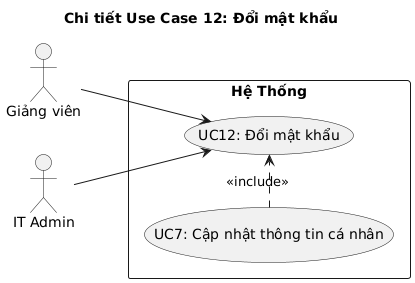 Chi tiết Use Case 12: Đổi mật khẩu
Hệ Thống
Giảng viên
UC12: Đổi mật khẩu
«include»
IT Admin
UC7: Cập nhật thông tin cá nhân